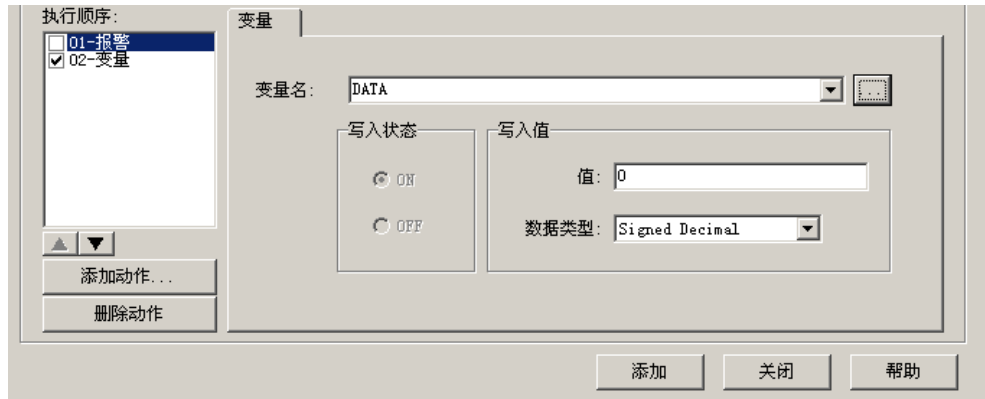 执行顺序:
变量
01-报警
02-变量
变量名: DATA ...
写入状态 写入值
ON 值: 0
OFF 数据类型: Signed Decimal
添加动作...
删除动作
添加 关闭 帮助